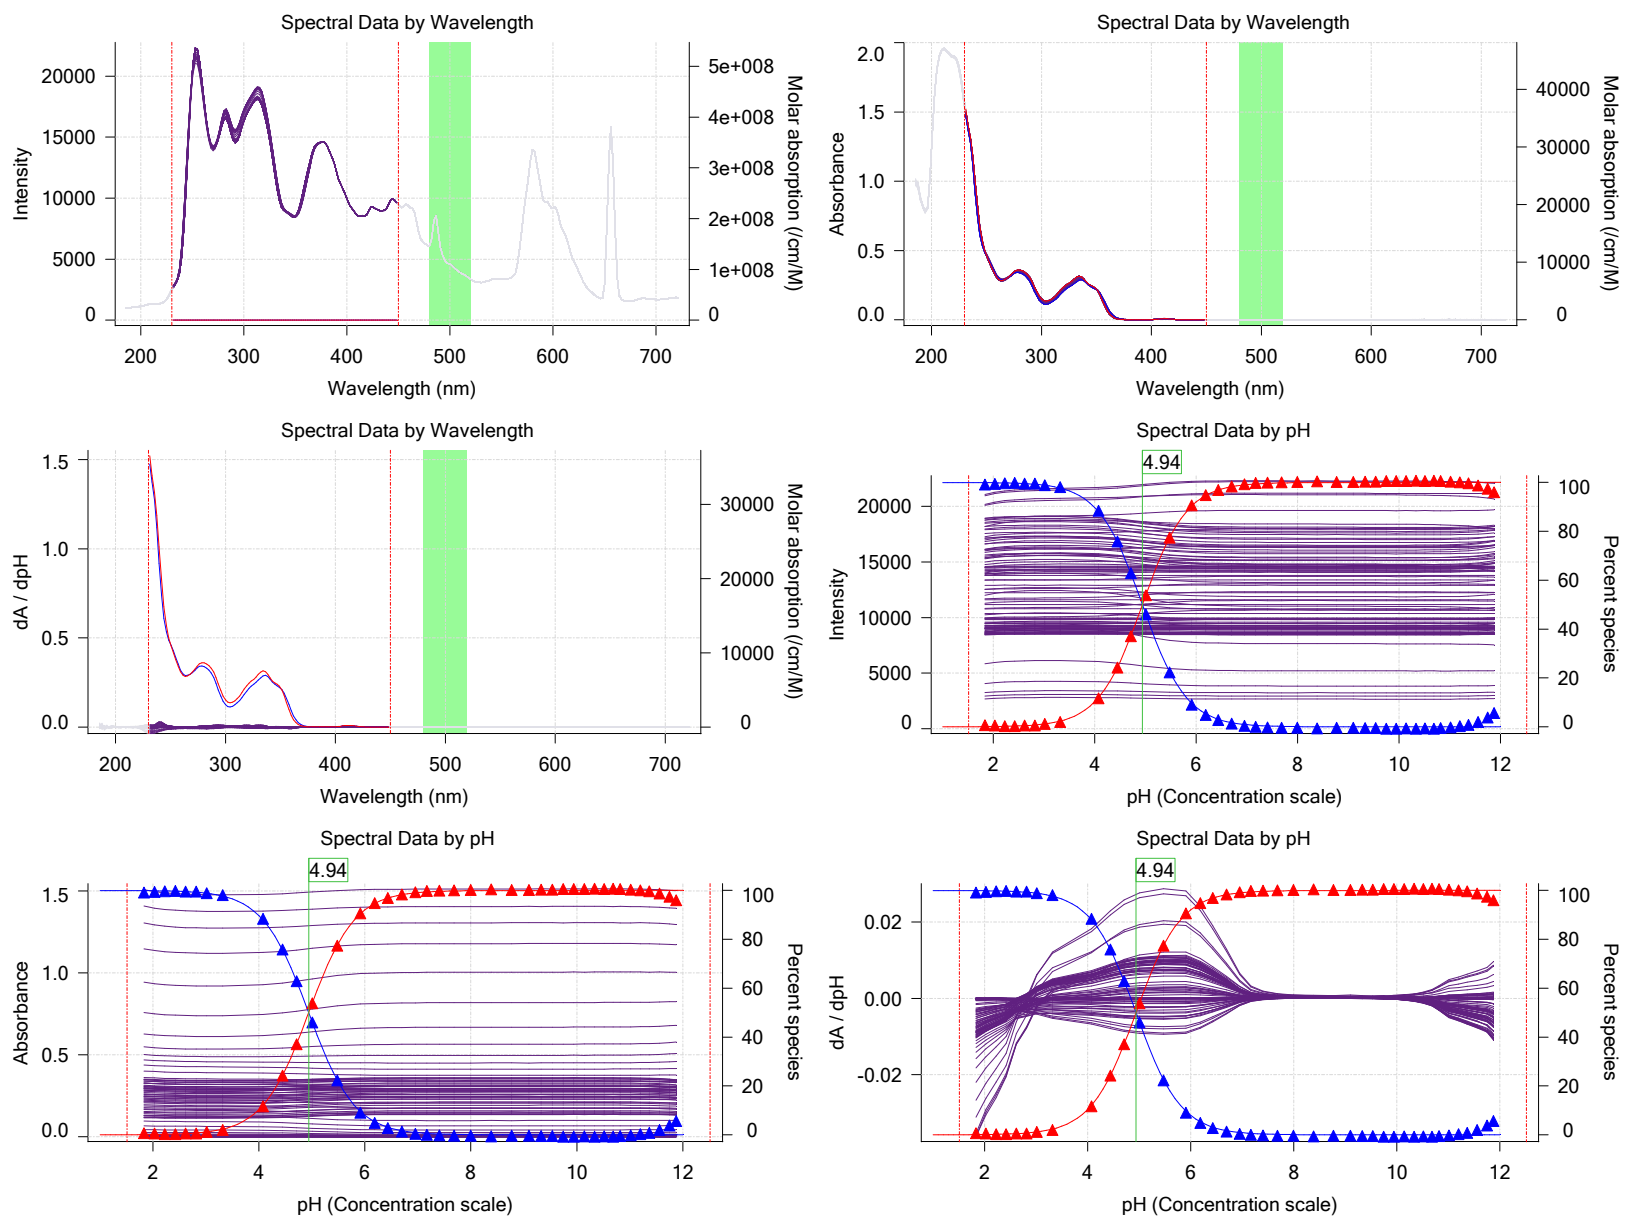 Spectral Data by Wavelength
Intensity
20000
15000
10000
5000
0
5e+008
4e+008
3e+008
2e+008
1e+008
0
Molar absorption (/cm/M)
200 300 400 500 600 700
Wavelength (nm)
Spectral Data by Wavelength
Absorbance
2.0
1.5
1.0
0.5
0.0
40000
30000
20000
10000
0
Molar absorption (/cm/M)
200 300 400 500 600 700
Wavelength (nm)
Spectral Data by Wavelength
dA / dpH
1.5
1.0
0.5
0.0
30000
20000
10000
0
Molar absorption (/cm/M)
200 300 400 500 600 700
Wavelength (nm)
Spectral Data by pH
4.94
Intensity
20000
15000
10000
5000
0
100
80
60
40
20
0
Percent species
2 4 6 8 10 12
pH (Concentration scale)
Spectral Data by pH
4.94
Absorbance
1.5
1.0
0.5
0.0
100
80
60
40
20
0
Percent species
2 4 6 8 10 12
pH (Concentration scale)
Spectral Data by pH
4.94
dA / dpH
0.02
0.00
-0.02
100
80
60
40
20
0
Percent species
2 4 6 8 10 12
pH (Concentration scale)